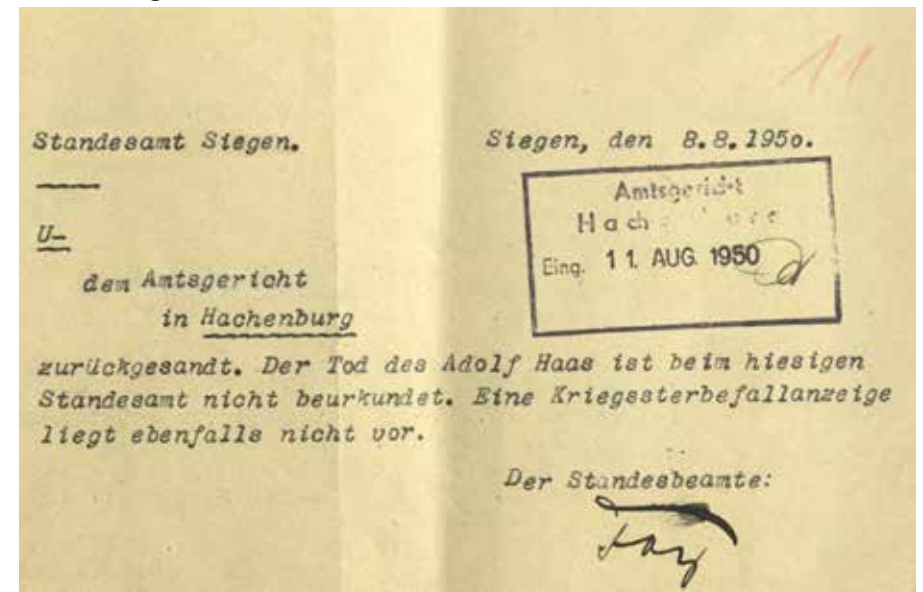 11
Standesamt Siegen.
Siegen, den 8.8.195o.
U-
dem Amtsgericht
in Hachenburg
Amtsgericht
Eing. 11. AUG. 1950
zurückgesandt. Der Tod des Adolf Haas ist beim hiesigen
Standesamt nicht beurkundet. Eine Kriegssterbefallanzeige
liegt ebenfalls nicht vor.
Der Standesbeamte: